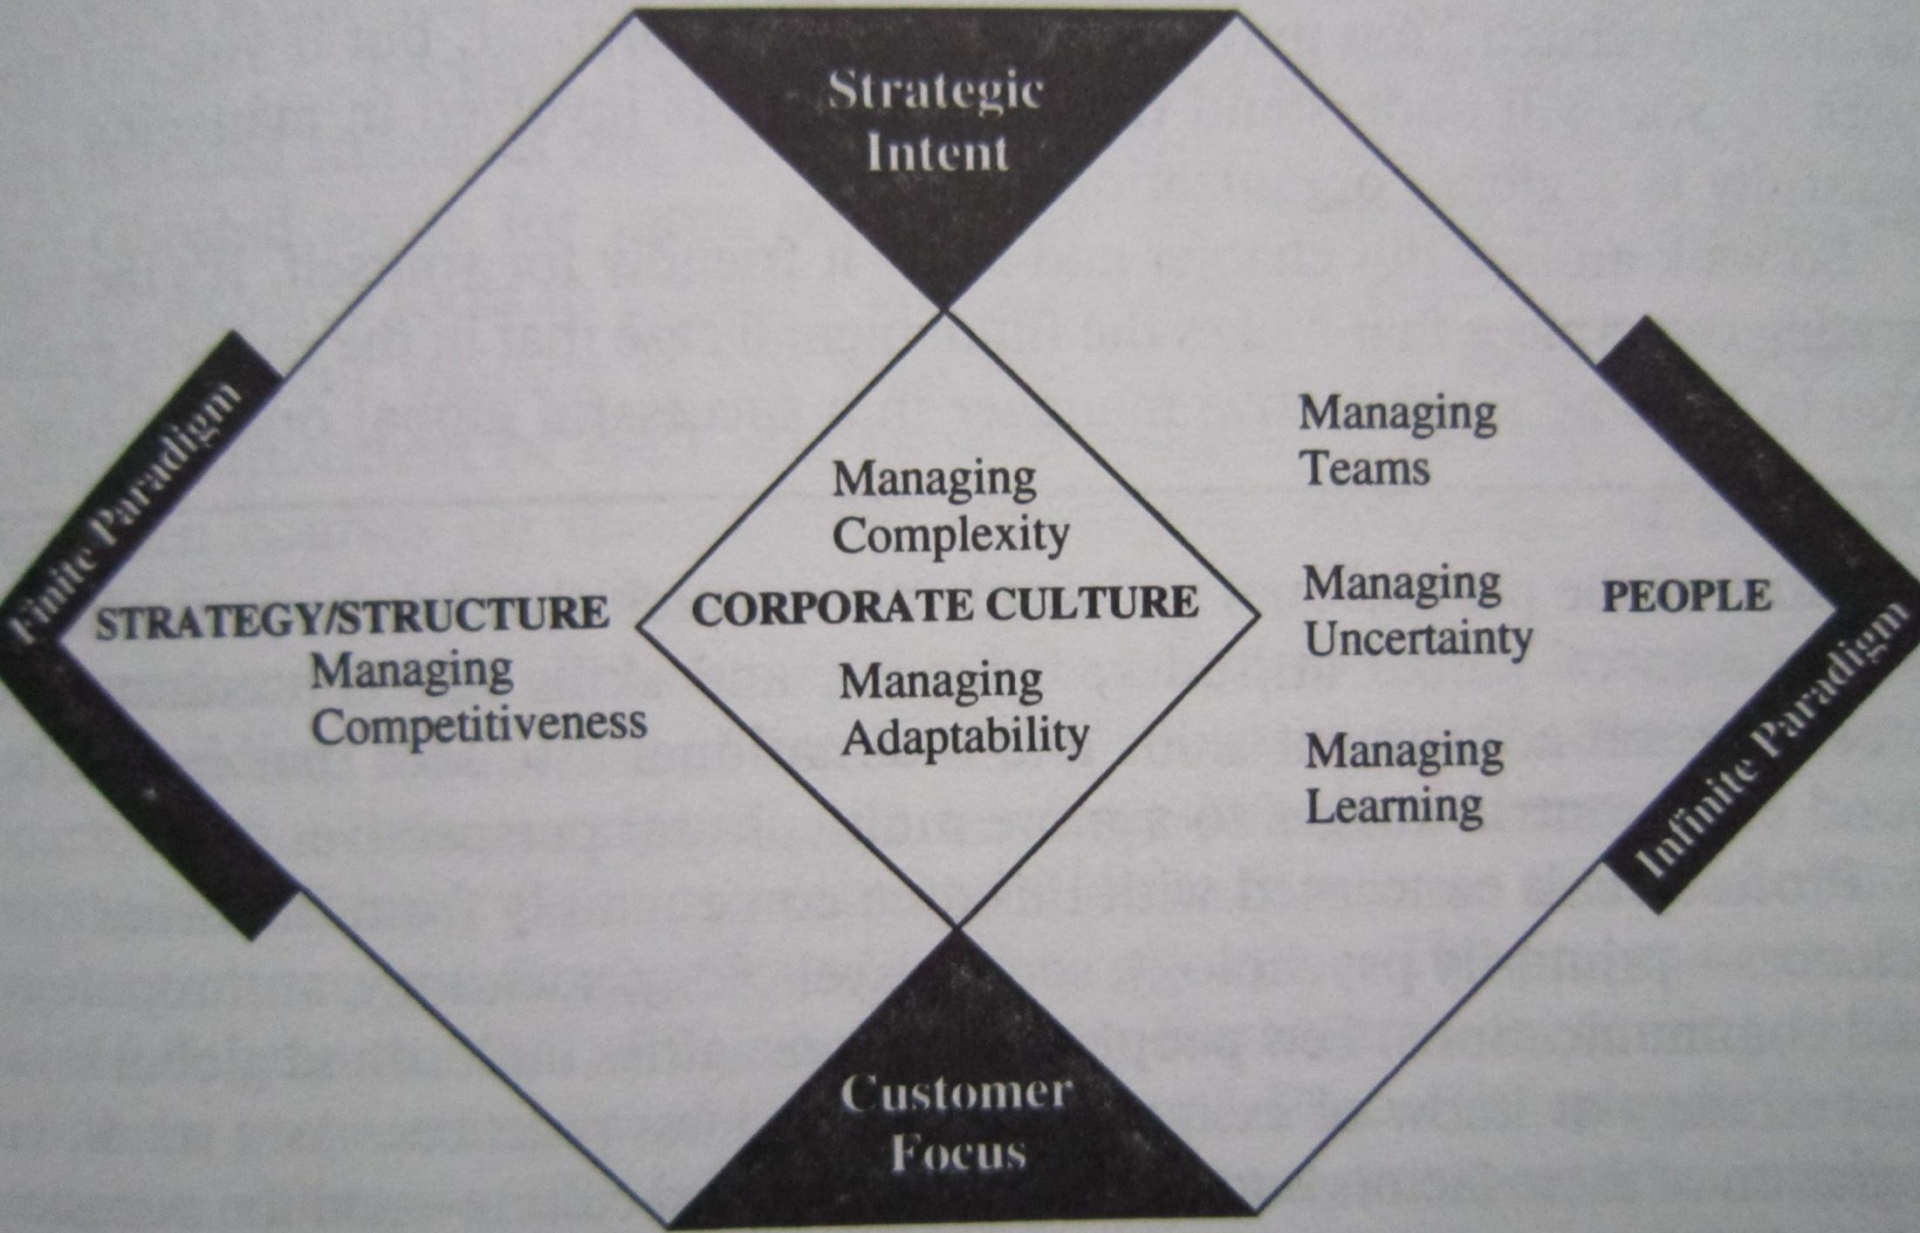 Strategic
Intent
Finite Paradigm
STRATEGY/STRUCTURE
Managing
Competitiveness
Managing
Complexity
CORPORATE CULTURE
Managing
Adaptability
Managing
Teams
Managing
Uncertainty
PEOPLE
Managing
Learning
Infinite Paradigm
Customer
Focus